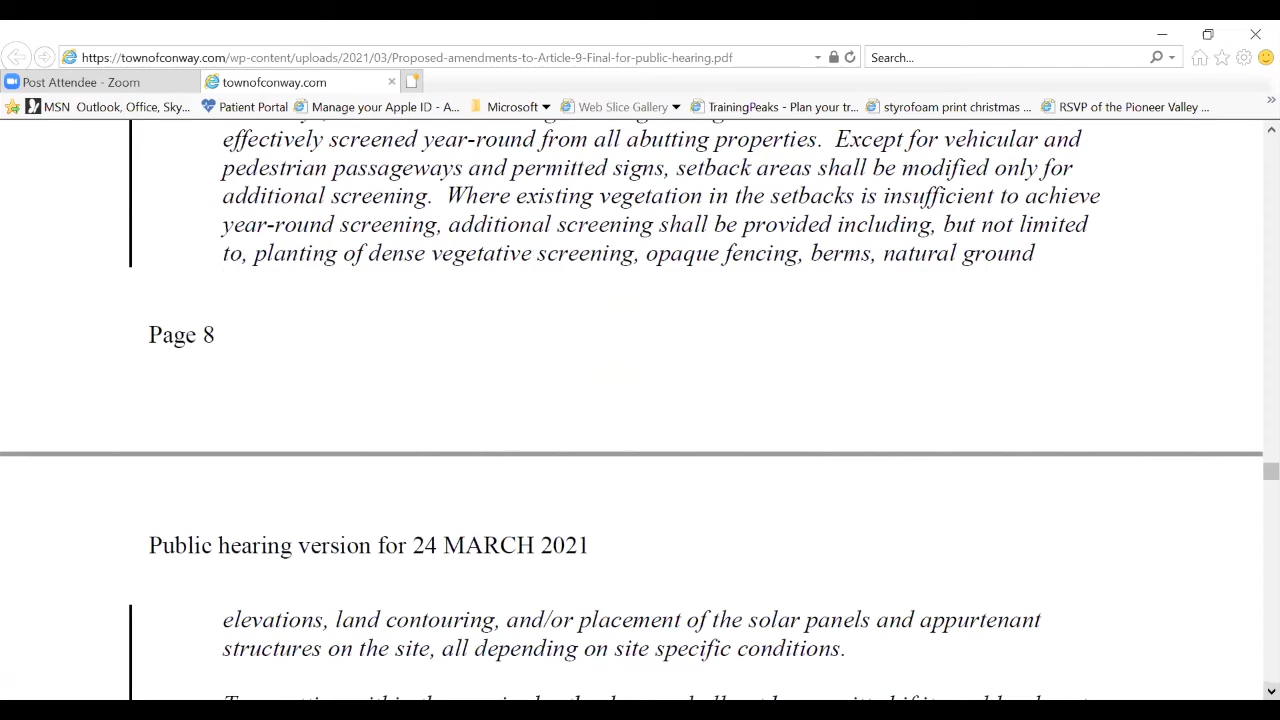 https://townofconway.com/wp-content/uploads/2021/03/Proposed-amendments-to-Article-9-Final-for-public-hearing.pdf
Search...
Post Attendee - Zoom
townofconway.com
MSN Outlook, Office, Sky...
Patient Portal
Manage your Apple ID - A...
Microsoft
Web Slice Gallery
TrainingPeaks - Plan your tr...
styrofoam print christmas ...
RSVP of the Pioneer Valley ...
effectively screened year-round from all abutting properties. Except for vehicular and
pedestrian passageways and permitted signs, setback areas shall be modified only for
additional screening. Where existing vegetation in the setbacks is insufficient to achieve
year-round screening, additional screening shall be provided including, but not limited
to, planting of dense vegetative screening, opaque fencing, berms, natural ground
Page 8
Public hearing version for 24 MARCH 2021
elevations, land contouring, and/or placement of the solar panels and appurtenant
structures on the site, all depending on site specific conditions.